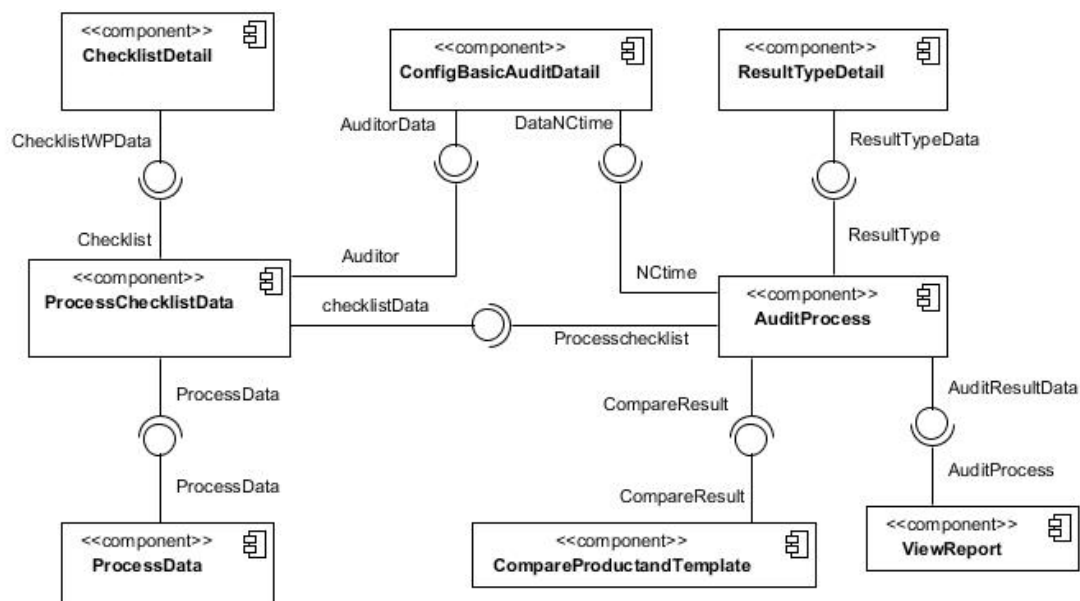 <<component>>
ChecklistDetail
<<component>>
ConfigBasicAuditDatail
<<component>>
ResultTypeDetail
ChecklistWPData
AuditorData
DataNCtime
ResultTypeData
Checklist
Auditor
NCtime
ResultType
<<component>>
ProcessChecklistData
checklistData
Processchecklist
<<component>>
AuditProcess
ProcessData
CompareResult
AuditResultData
ProcessData
CompareResult
AuditProcess
<<component>>
ProcessData
<<component>>
CompareProductandTemplate
<<component>>
ViewReport